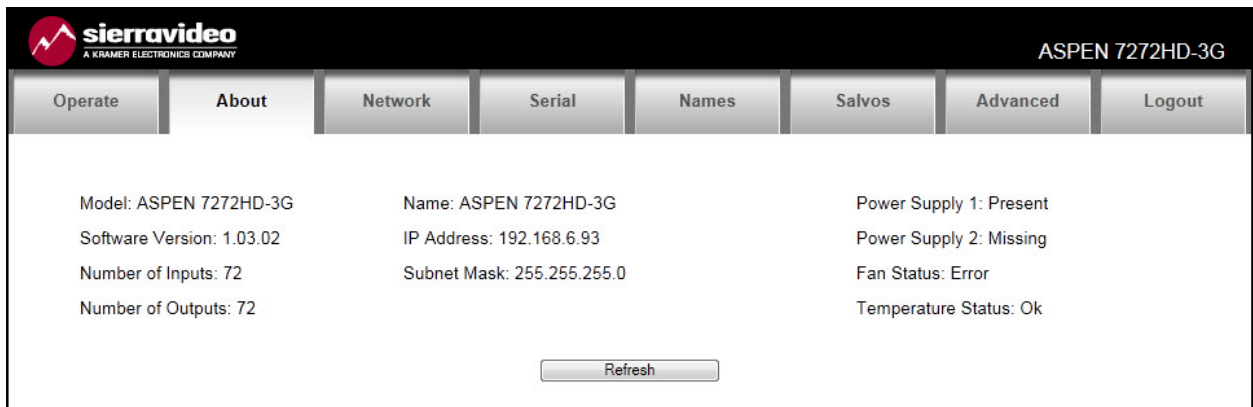 sierravideo
A KRAMER ELECTRONICS COMPANY
ASPEN 7272HD-3G
Operate About Network Serial Names Salvos Advanced Logout
Model: ASPEN 7272HD-3G
Software Version: 1.03.02
Number of Inputs: 72
Number of Outputs: 72
Name: ASPEN 7272HD-3G
IP Address: 192.168.6.93
Subnet Mask: 255.255.255.0
Power Supply 1: Present
Power Supply 2: Missing
Fan Status: Error
Temperature Status: Ok
Refresh